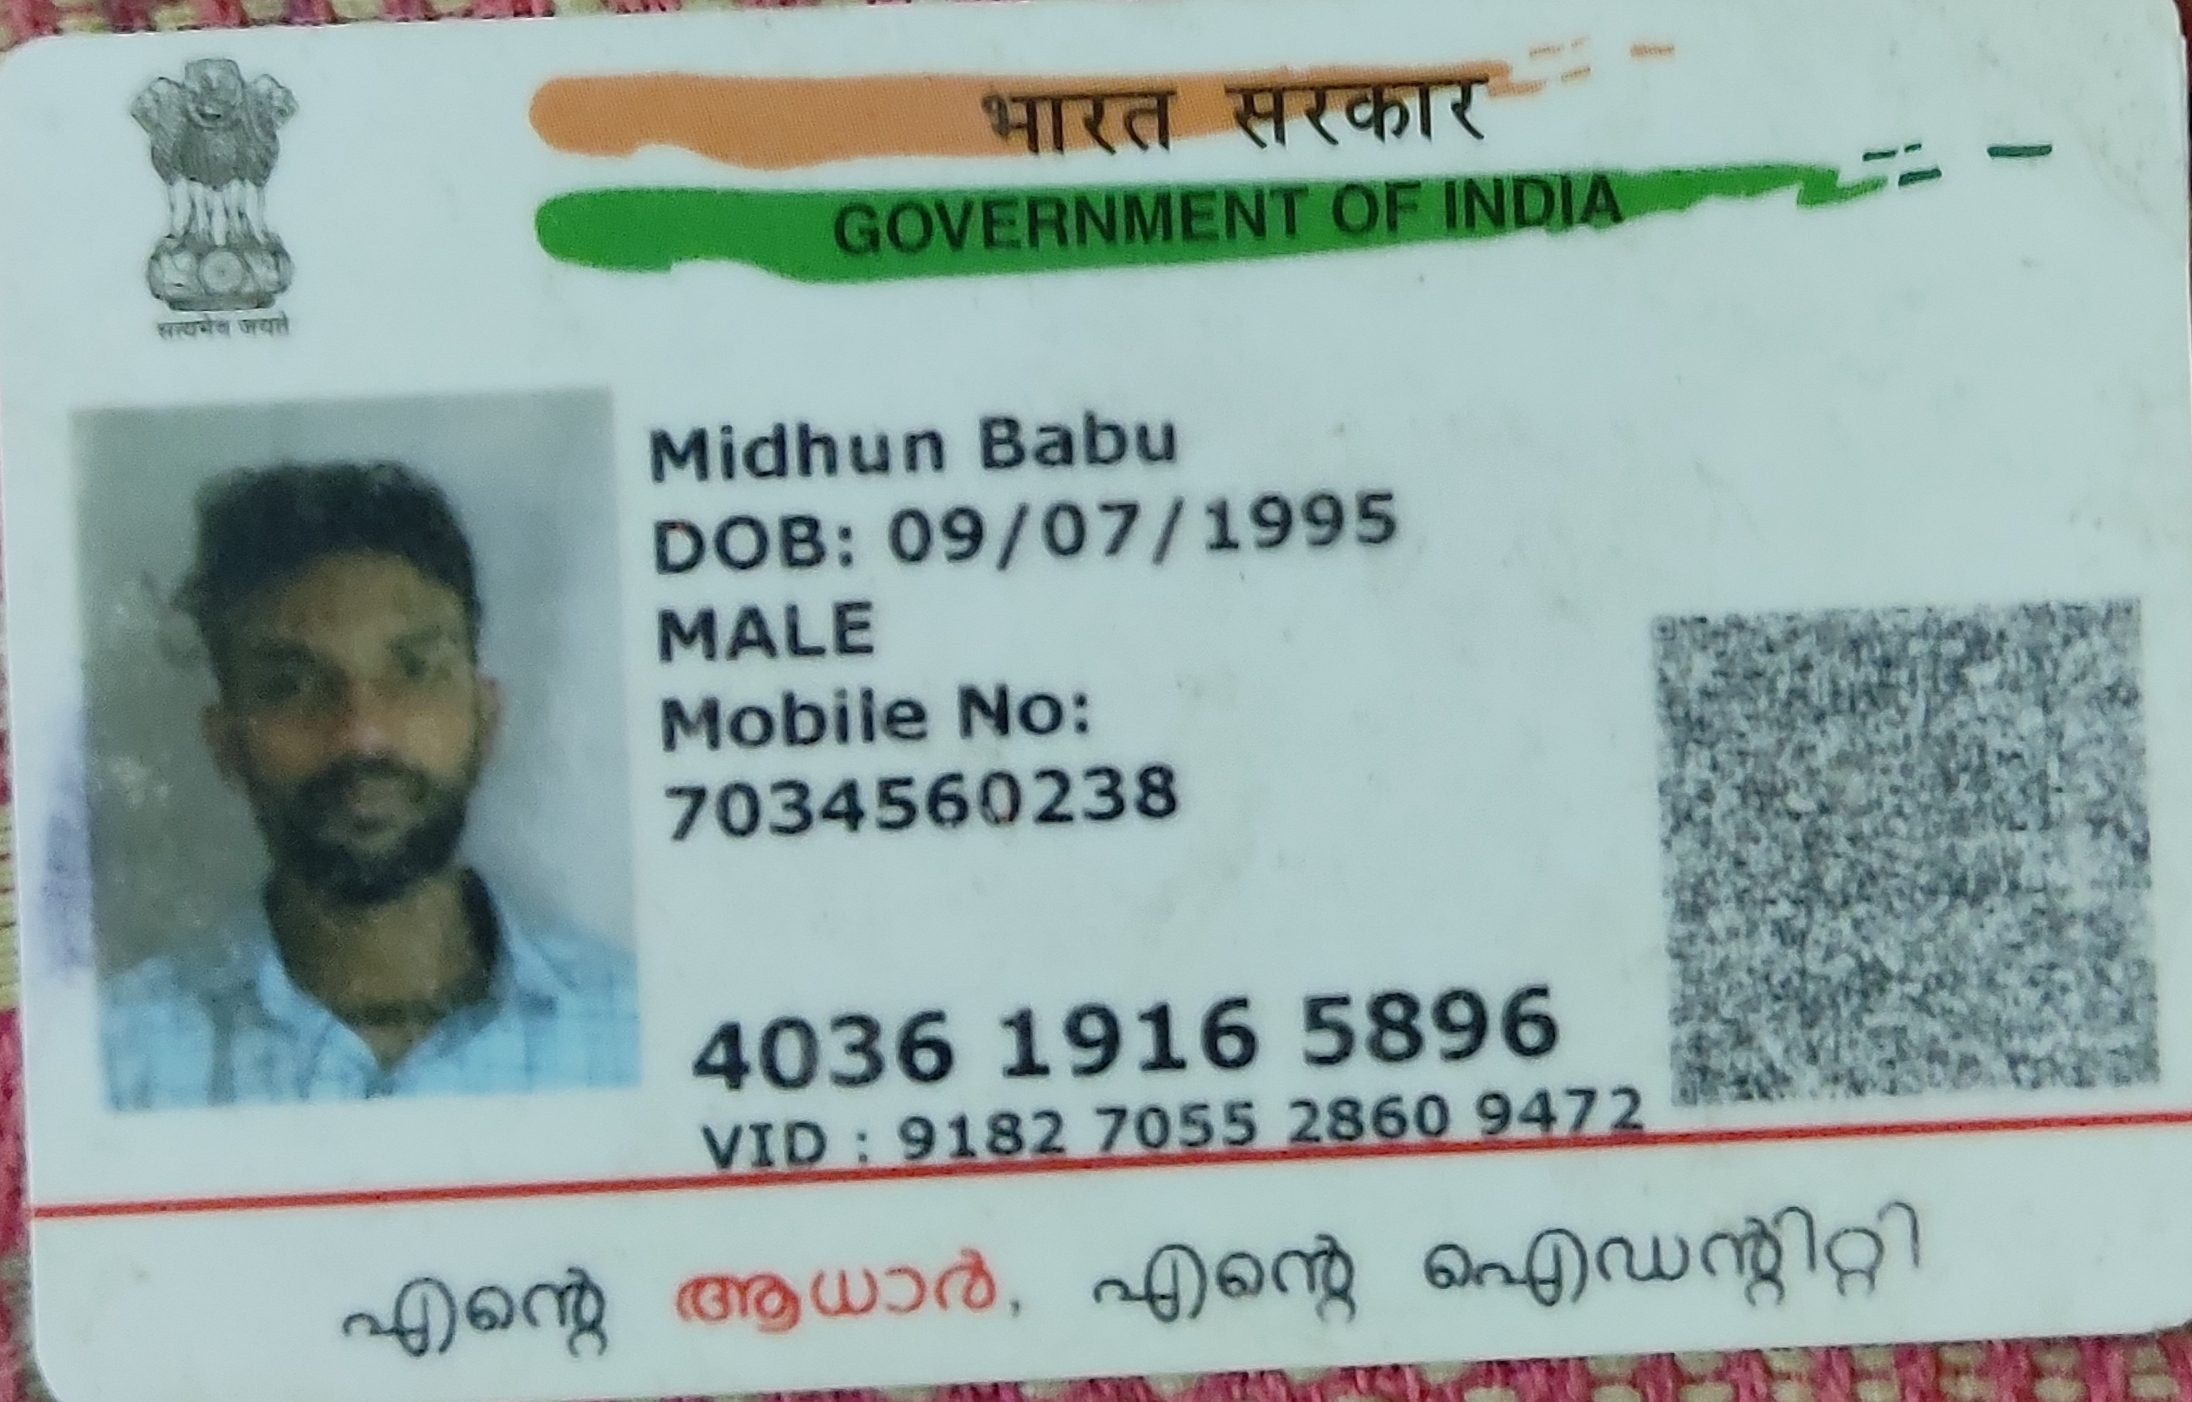 भारत सरकार
GOVERNMENT OF INDIA
सत्यमेव जयते
Midhun Babu
DOB: 09/07/1995
MALE
Mobile No:
7034560238
4036 1916 5896
VID : 9182 7055 2860 9472
എന്റെ ആധാർ, എന്റെ ഐഡന്റിറ്റി